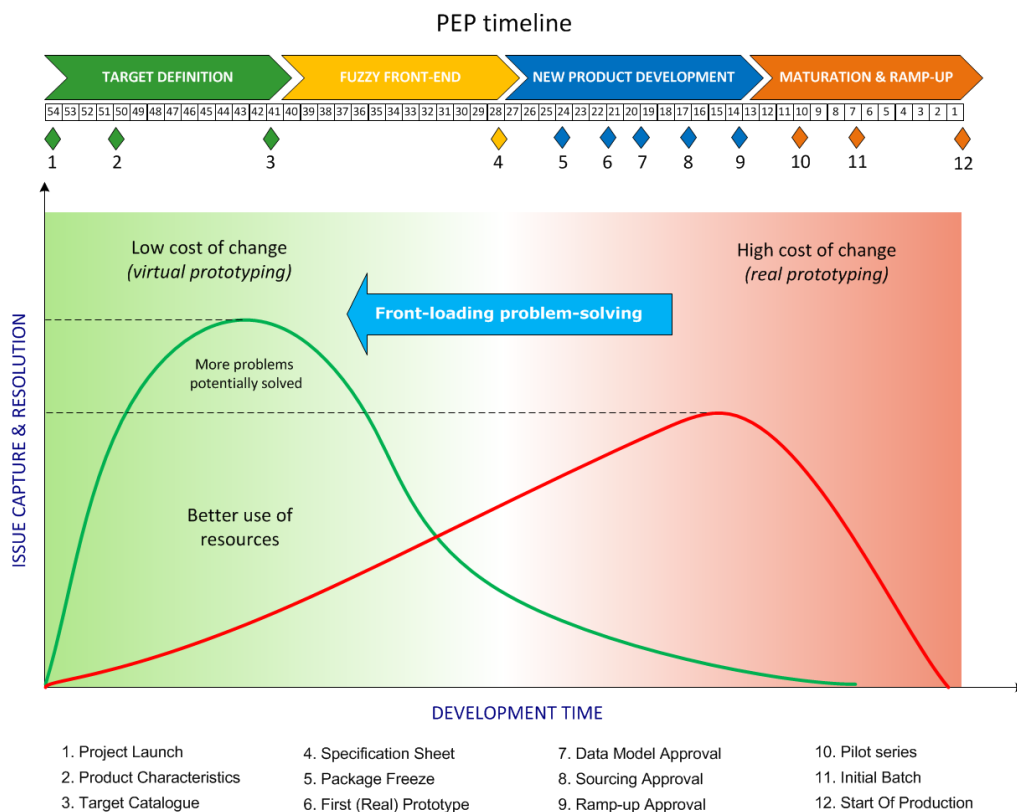 PEP timeline
TARGET DEFINITION FUZZY FRONT-END NEW PRODUCT DEVELOPMENT MATURATION & RAMP-UP
54 53 52 51 50 49 48 47 46 45 44 43 42 41 40 39 38 37 36 35 34 33 32 31 30 29 28 27 26 25 24 23 22 21 20 19 18 17 16 15 14 13 12 11 10 9 8 7 6 5 4 3 2 1
1 2 3 4 5 6 7 8 9 10 11 12
Low cost of change
(virtual prototyping)
High cost of change
(real prototyping)
Front-loading problem-solving
More problems
potentially solved
Better use of
resources
ISSUE CAPTURE & RESOLUTION
DEVELOPMENT TIME
1. Project Launch
2. Product Characteristics
3. Target Catalogue
4. Specification Sheet
5. Package Freeze
6. First (Real) Prototype
7. Data Model Approval
8. Sourcing Approval
9. Ramp-up Approval
10. Pilot series
11. Initial Batch
12. Start Of Production